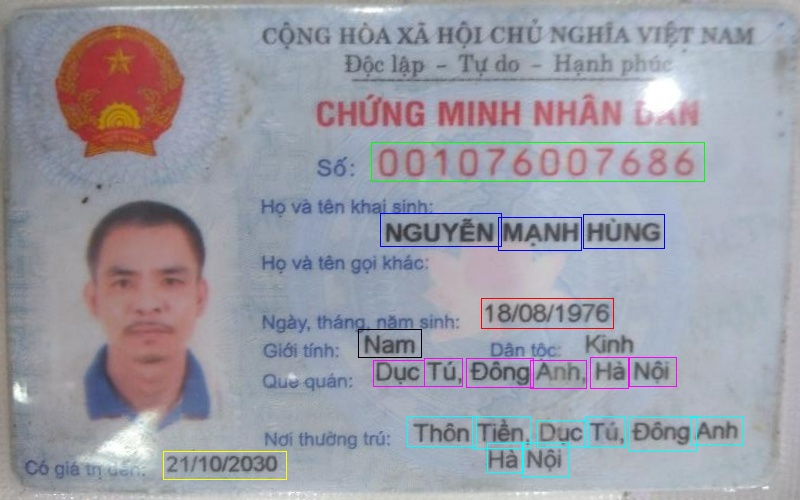 CỘNG HÒA XÃ HỘI CHỦ NGHĨA VIỆT NAM
Độc lập - Tự do - Hạnh phúc
CHỨNG MINH NHÂN DÂN
Số: 001076007686
Họ và tên khai sinh:
NGUYỄN MẠNH HÙNG
Họ và tên gọi khác:
Ngày, tháng, năm sinh: 18/08/1976
Giới tính: Nam Dân tộc: Kinh
Quê quán: Dục Tú, Đông Anh, Hà Nội
Nơi thường trú: Thôn Tiền, Dục Tú, Đông Anh
Hà Nội
Có giá trị đến: 21/10/2030